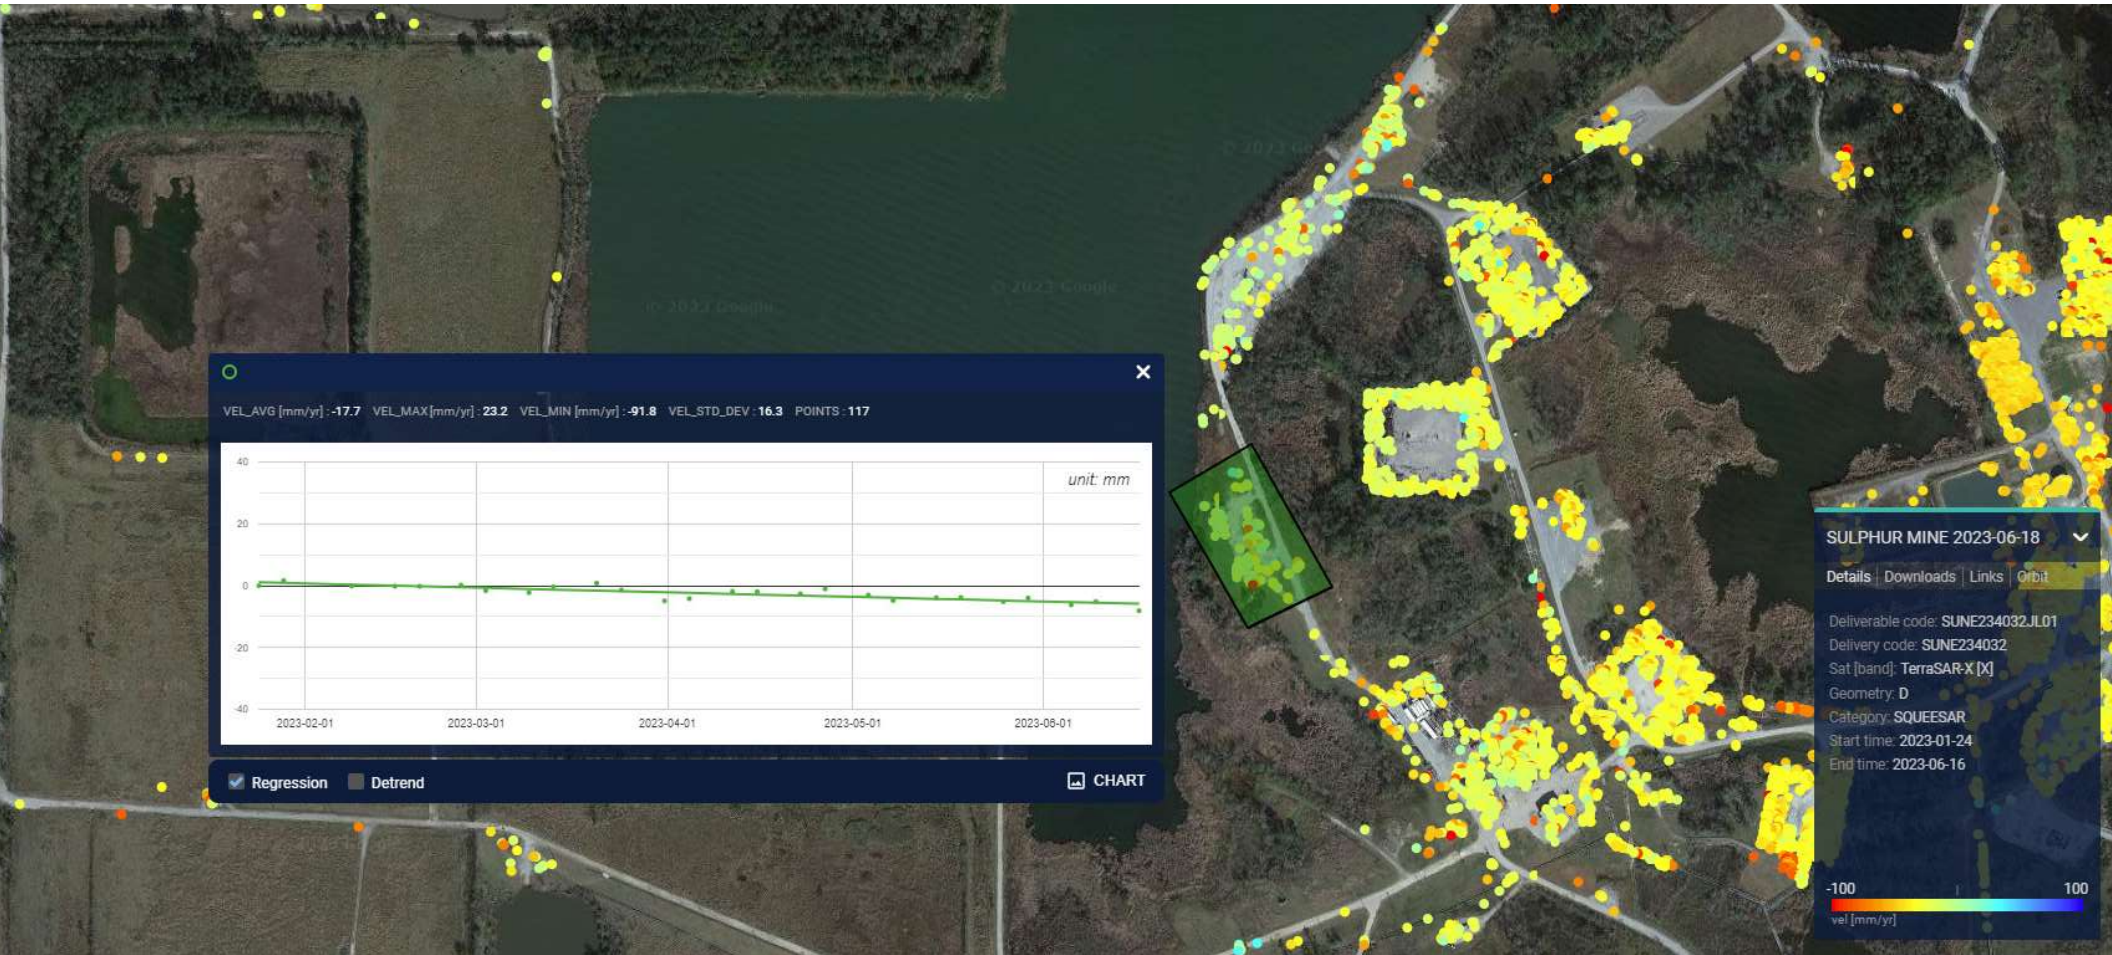 © 2023 Google
© 2023 Google
VEL_AVG [mm/yr] : -17.7 VEL_MAX [mm/yr] : 23.2 VEL_MIN [mm/yr] : -91.8 VEL_STD_DEV : 16.3 POINTS : 117
unit: mm
40
20
0
-20
-40
2023-02-01 2023-03-01 2023-04-01 2023-05-01 2023-06-01
Regression Detrend CHART
SULPHUR MINE 2023-06-18
Details Downloads Links Orbit
Deliverable code: SUNE234032JL01
Delivery code: SUNE234032
Sat [band]: TerraSAR-X [X]
Geometry: D
Category: SQUEESAR
Start time: 2023-01-24
End time: 2023-06-16
-100 100
vel [mm/yr]